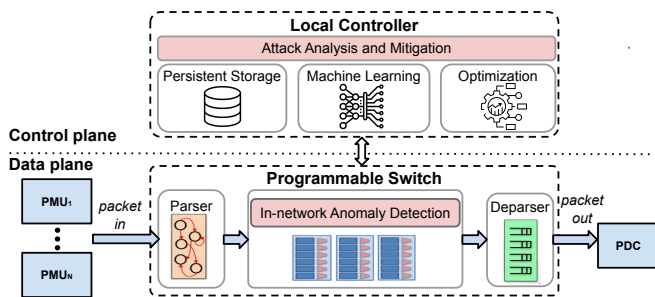 Local Controller
Attack Analysis and Mitigation
Persistent Storage
Machine Learning
Optimization
Control plane
Data plane
Programmable Switch
PMU₁
packet
in
Parser
In-network Anomaly Detection
Deparser
packet
out
PDC
PMUₙ